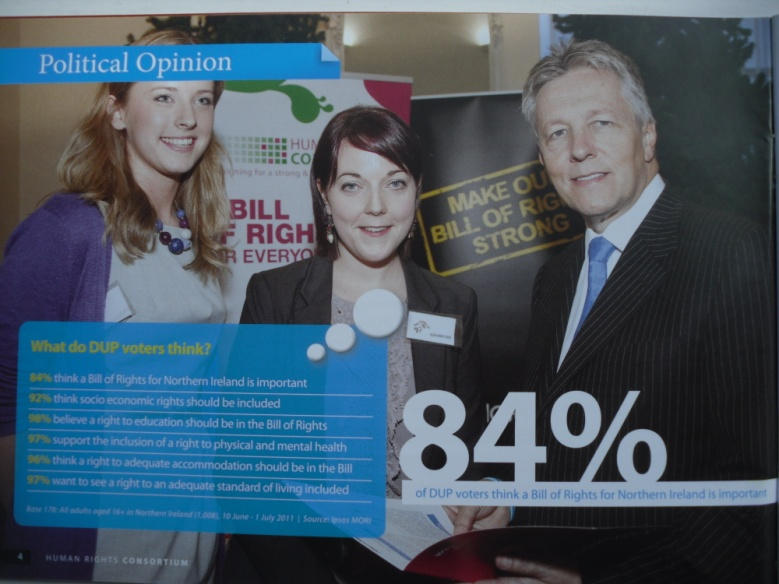 Political Opinion
HUM
CO
ning for a strong &
BILL
F RIGH
R EVERYO
MAKE OU
BILL OF RIG
STRONG
What do DUP voters think?
84% think a Bill of Rights for Northern Ireland is important
92% think socio economic rights should be included
98% believe a right to education should be in the Bill of Rights
97% support the inclusion of a right to physical and mental health
96% think a right to adequate accommodation should be in the Bill
97% want to see a right to an adequate standard of living included
Base 178: All adults aged 16+ in Northern Ireland (1,008), 10 June - 1 July 2011 | Source: Ipsos MORI
84%
of DUP voters think a Bill of Rights for Northern Ireland is important
4 HUMAN RIGHTS CONSORTIUM